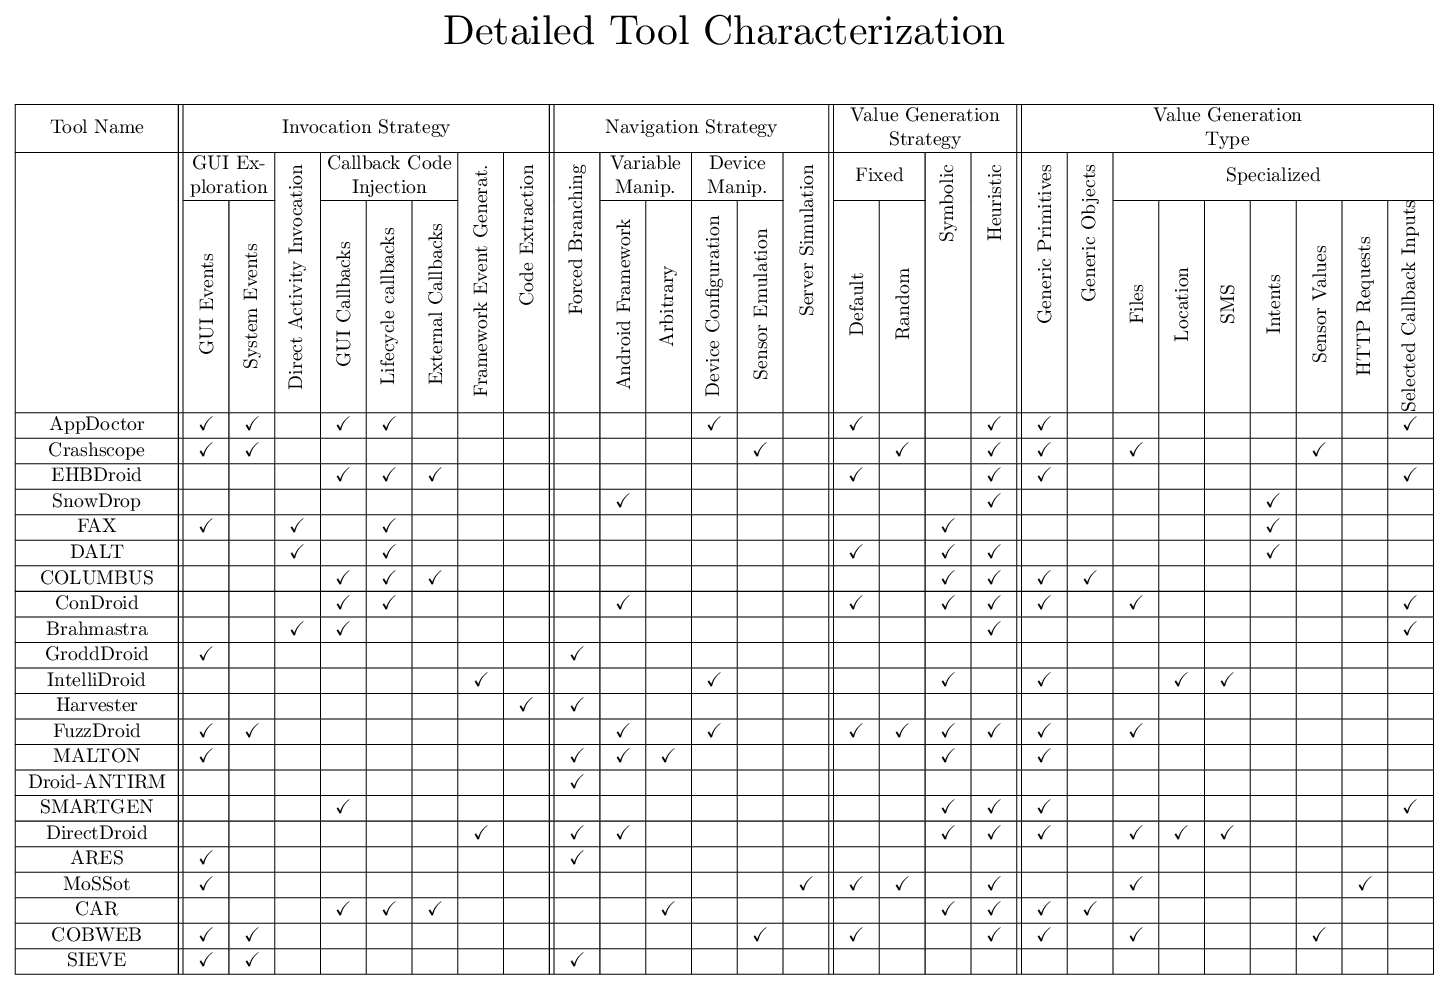 Detailed Tool Characterization
Tool Name Invocation Strategy Navigation Strategy Value Generation Strategy Value Generation Type
GUI Ex-
ploration
Direct Activity Invocation
Callback Code
Injection
Framework Event Generat.
Code Extraction
Forced Branching
Variable
Manip.
Device
Manip.
Server Simulation
Fixed
Symbolic
Heuristic
Generic Primitives
Generic Objects
Specialized
GUI Events
System Events
GUI Callbacks
Lifecycle callbacks
External Callbacks
Android Framework
Arbitrary
Device Configuration
Sensor Emulation
Default
Random
Files
Location
SMS
Intents
Sensor Values
HTTP Requests
Selected Callback Inputs
AppDoctor ✓ ✓ ✓ ✓ ✓ ✓ ✓ ✓ ✓
Crashscope ✓ ✓ ✓ ✓ ✓ ✓ ✓ ✓
EHBDroid ✓ ✓ ✓ ✓ ✓ ✓ ✓
SnowDrop ✓ ✓ ✓
FAX ✓ ✓ ✓ ✓ ✓
DALT ✓ ✓ ✓ ✓ ✓ ✓
COLUMBUS ✓ ✓ ✓ ✓ ✓ ✓ ✓
ConDroid ✓ ✓ ✓ ✓ ✓ ✓ ✓ ✓ ✓
Brahmastra ✓ ✓ ✓ ✓
GroddDroid ✓ ✓
IntelliDroid ✓ ✓ ✓ ✓ ✓ ✓
Harvester ✓ ✓
FuzzDroid ✓ ✓ ✓ ✓ ✓ ✓ ✓ ✓ ✓ ✓
MALTON ✓ ✓ ✓ ✓ ✓ ✓
Droid-ANTIRM ✓
SMARTGEN ✓ ✓ ✓ ✓ ✓
DirectDroid ✓ ✓ ✓ ✓ ✓ ✓ ✓ ✓ ✓
ARES ✓ ✓
MoSSot ✓ ✓ ✓ ✓ ✓ ✓ ✓
CAR ✓ ✓ ✓ ✓ ✓ ✓ ✓ ✓
COBWEB ✓ ✓ ✓ ✓ ✓ ✓ ✓ ✓
SIEVE ✓ ✓ ✓